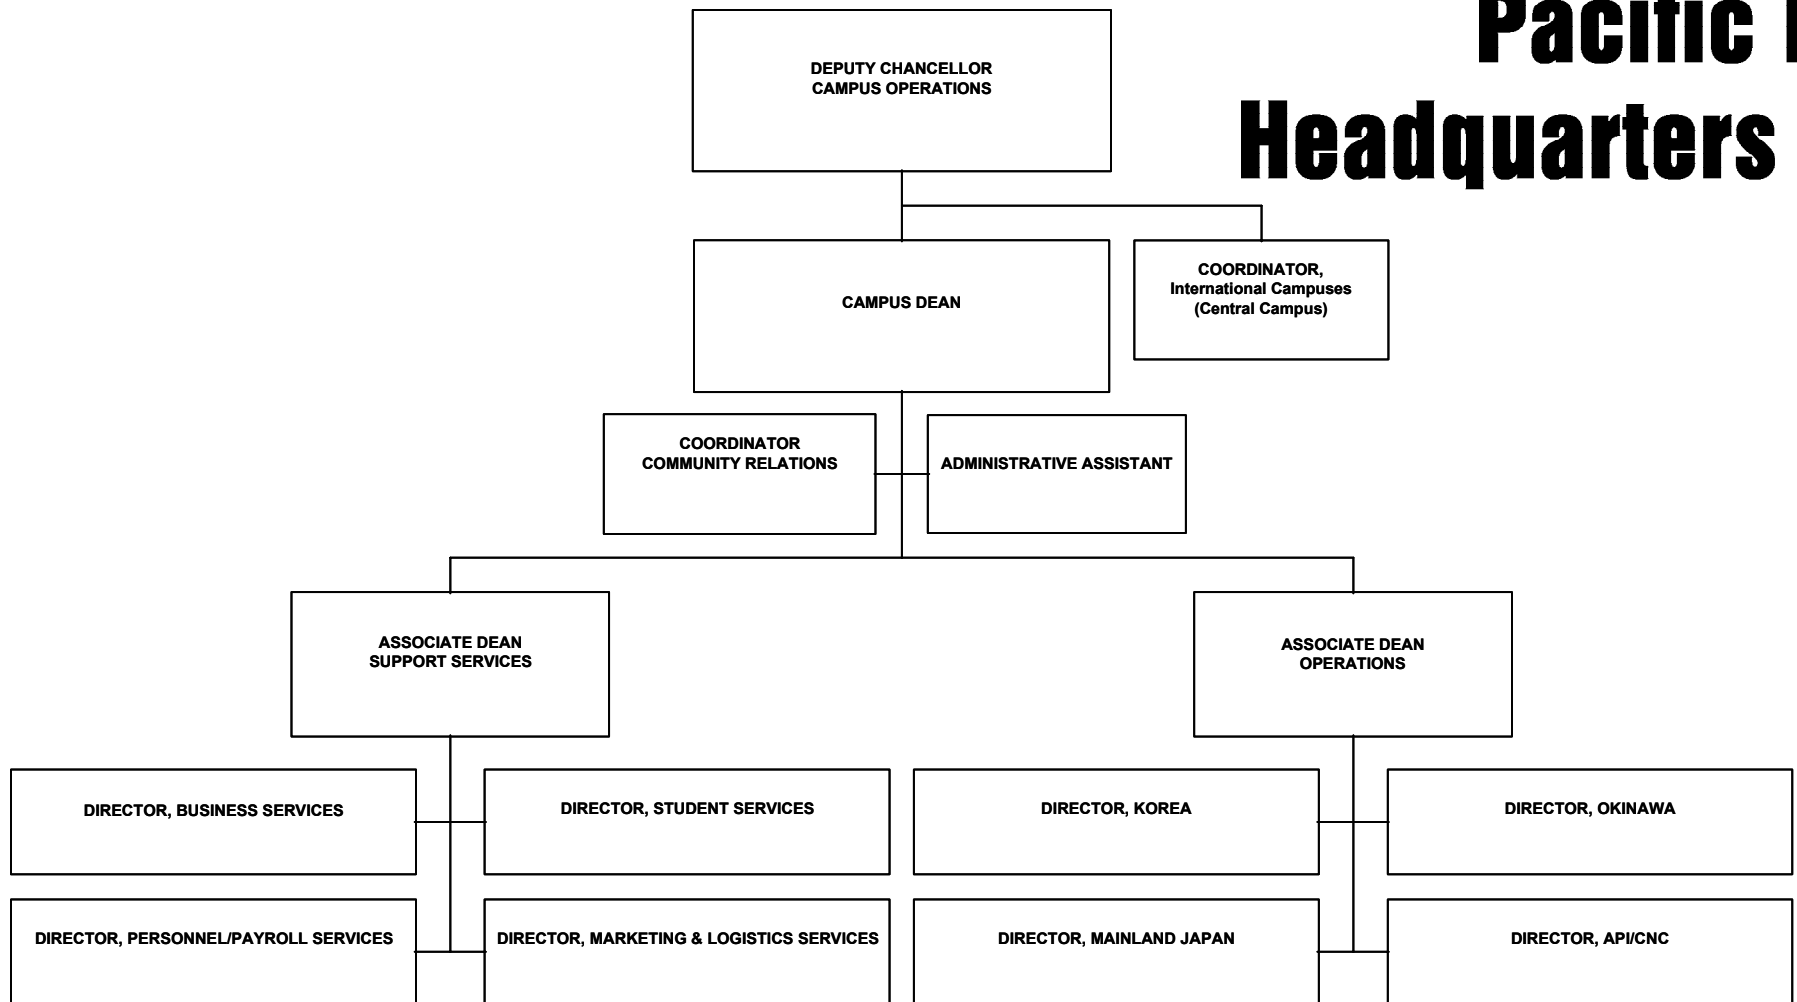 Pacific
Headquarters
DEPUTY CHANCELLOR
CAMPUS OPERATIONS
CAMPUS DEAN
COORDINATOR,
International Campuses
(Central Campus)
COORDINATOR
COMMUNITY RELATIONS
ADMINISTRATIVE ASSISTANT
ASSOCIATE DEAN
SUPPORT SERVICES
ASSOCIATE DEAN
OPERATIONS
DIRECTOR, BUSINESS SERVICES
DIRECTOR, STUDENT SERVICES
DIRECTOR, KOREA
DIRECTOR, OKINAWA
DIRECTOR, PERSONNEL/PAYROLL SERVICES
DIRECTOR, MARKETING & LOGISTICS SERVICES
DIRECTOR, MAINLAND JAPAN
DIRECTOR, API/CNC